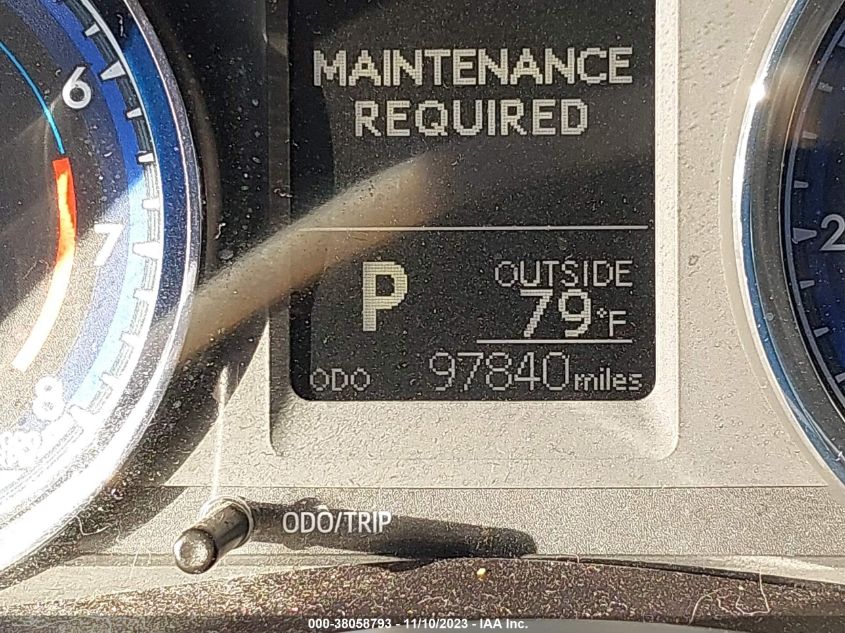 MAINTENANCE
REQUIRED
P
OUTSIDE
79°F
ODO 97840 miles
6
7
8
2
ODO/TRIP
000-38058793 - 11/10/2023 - IAA Inc.